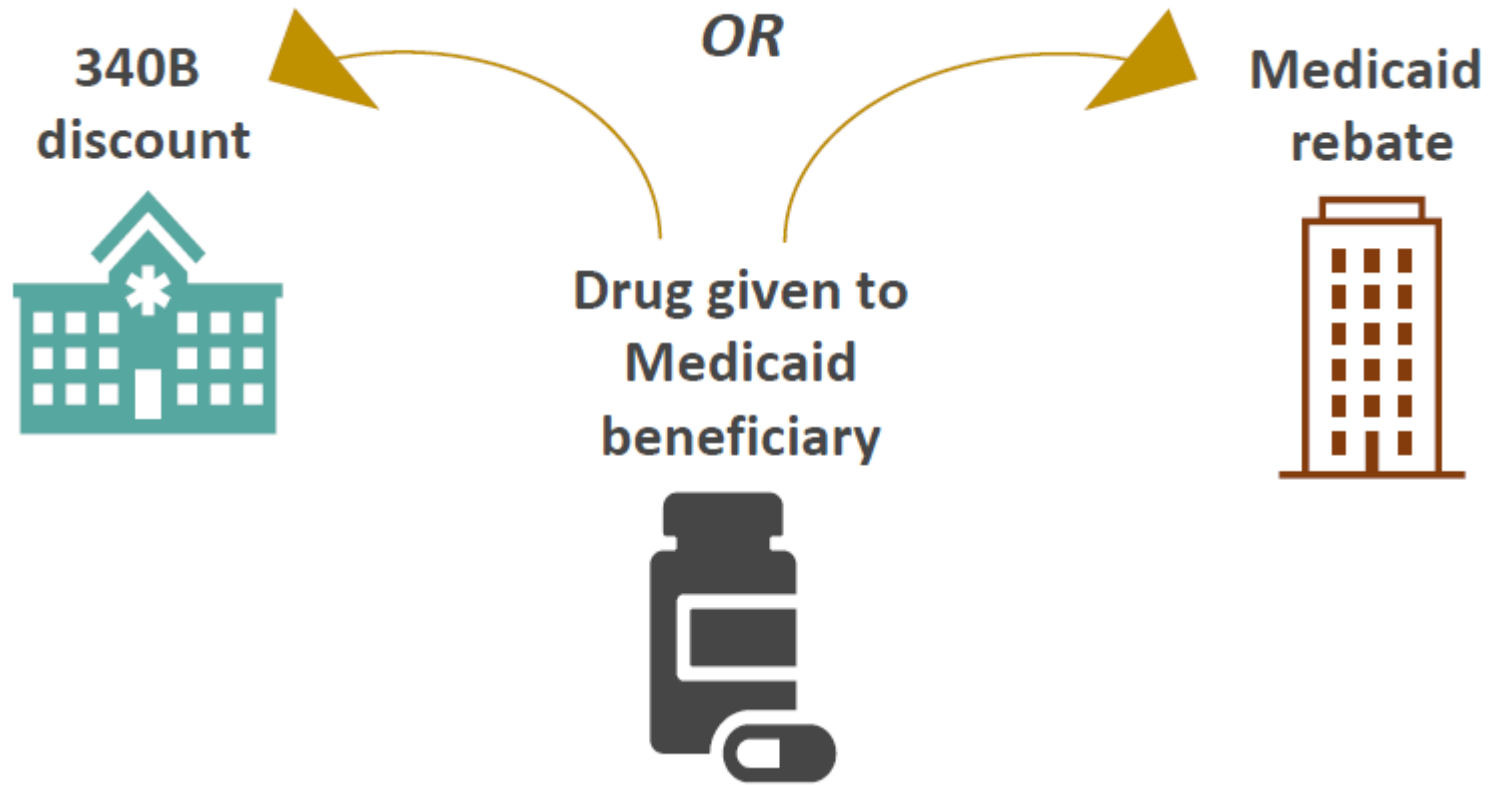 340B
discount
OR
Medicaid
rebate
Drug given to
Medicaid
beneficiary